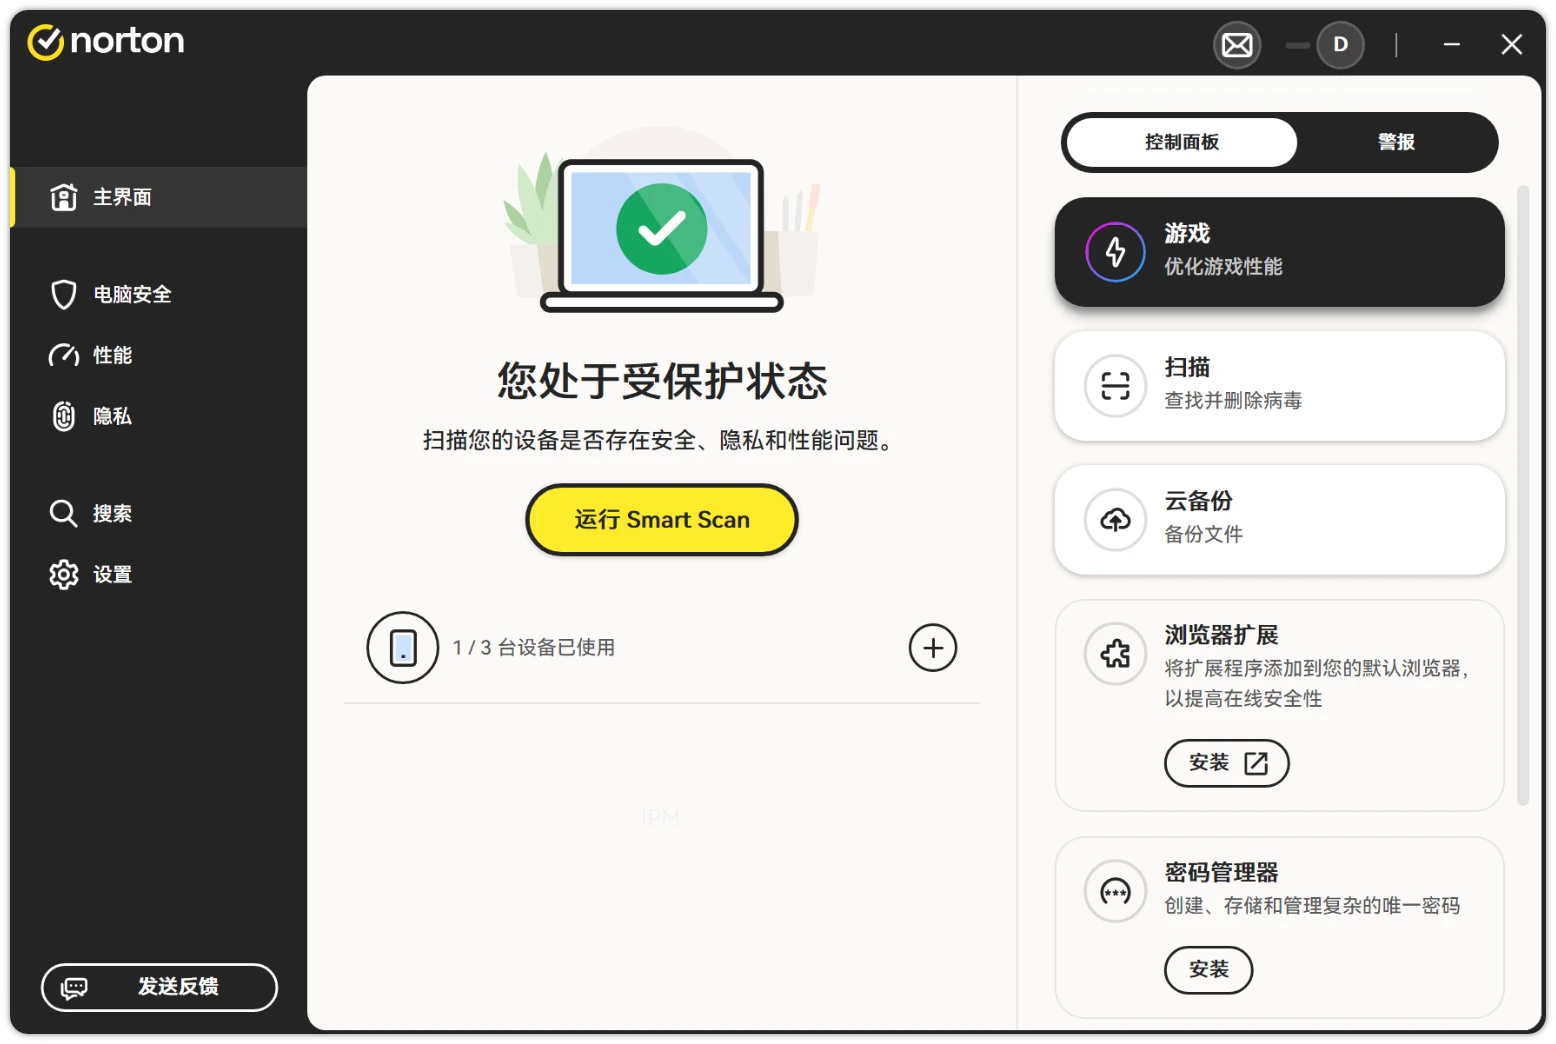 norton
D
主界面
电脑安全
性能
隐私
搜索
设置
发送反馈
您处于受保护状态
扫描您的设备是否存在安全、隐私和性能问题。
运行 Smart Scan
1 / 3 台设备已使用
IPM
控制面板
警报
游戏
优化游戏性能
扫描
查找并删除病毒
云备份
备份文件
浏览器扩展
将扩展程序添加到您的默认浏览器，
以提高在线安全性
安装
密码管理器
创建、存储和管理复杂的唯一密码
安装